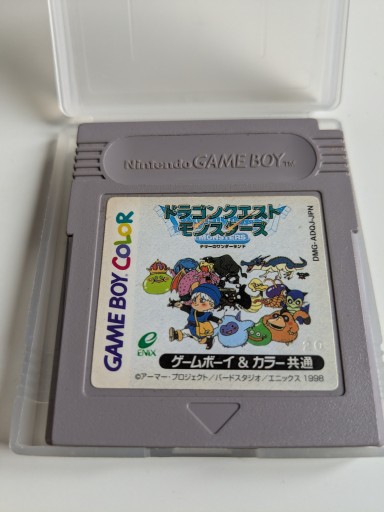 Nintendo GAME BOY™
ドラゴンクエスト
モンスターズ
MONSTERS
テリーのワンダーランド
DMG-ADQJ-JPN
GAME BOY COLOR
ENIX
ゲームボーイ & カラー共通
©アーマー・プロジェクト/バードスタジオ/エニックス 1998